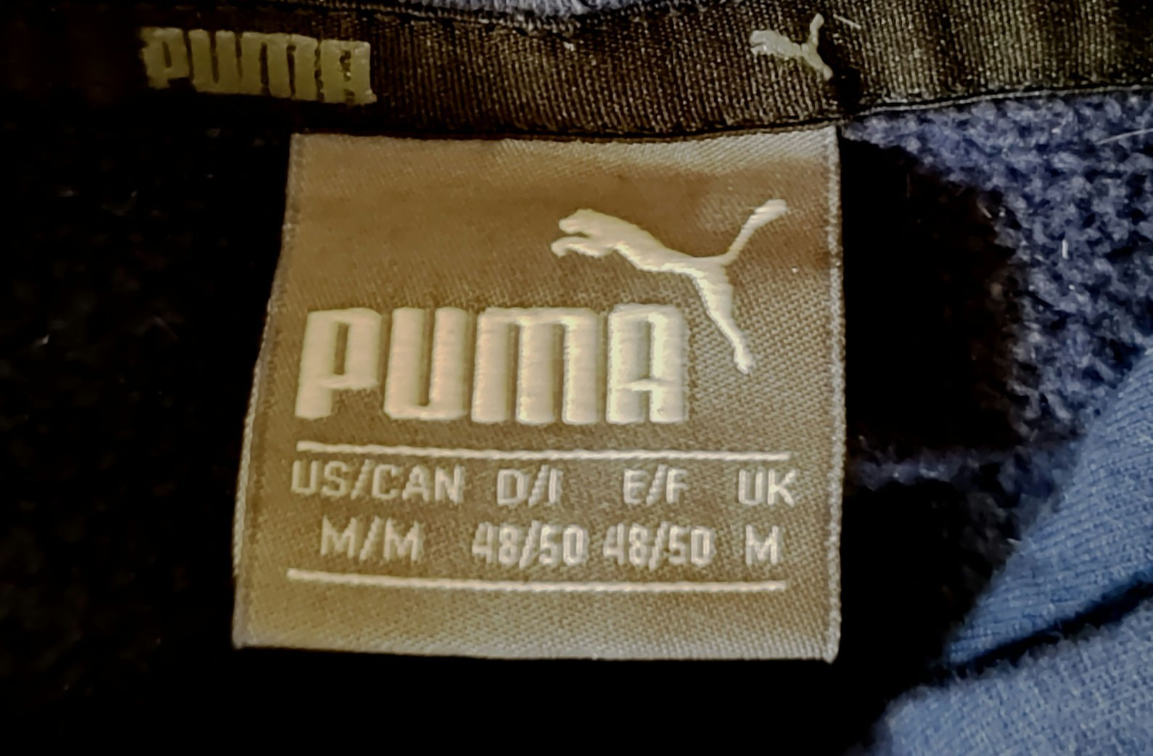 PUMA
PUMA
US/CAN D/I E/F UK
M/M 48/50 48/50 M